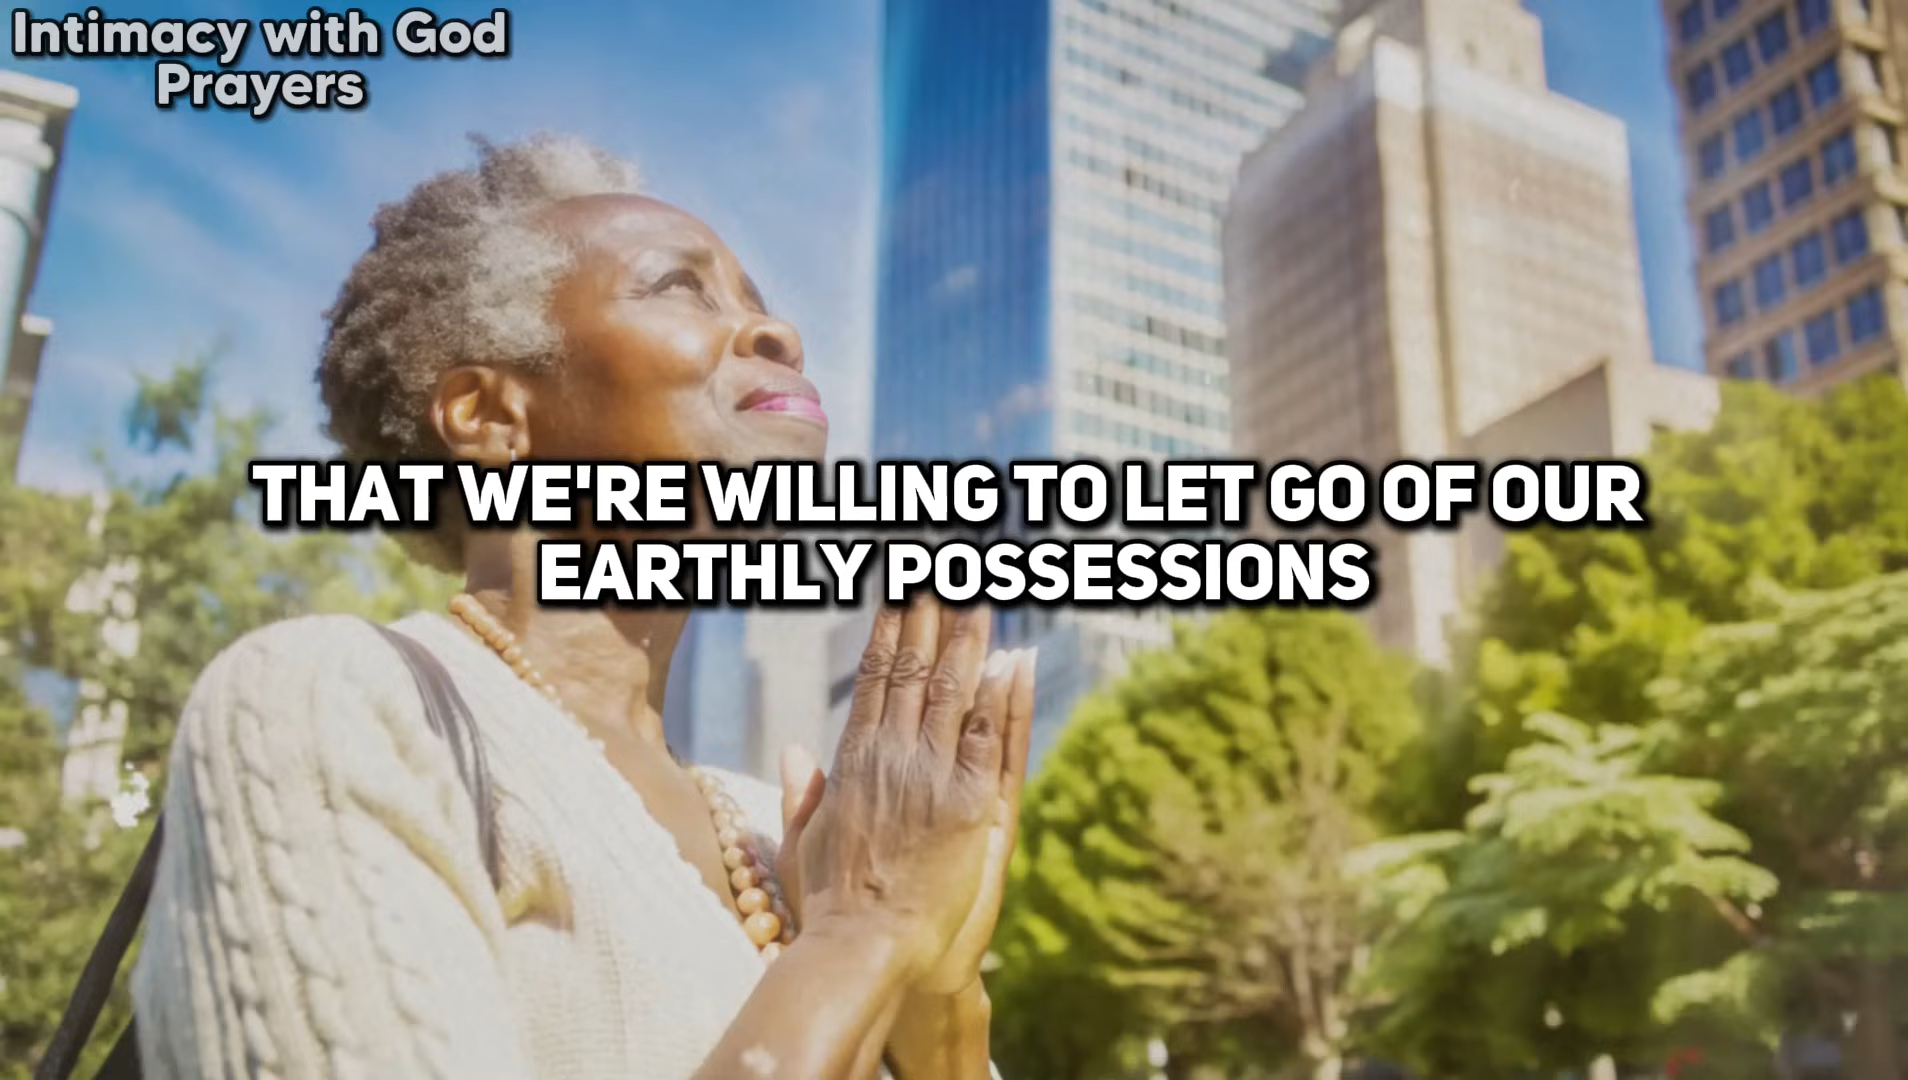 Intimacy with God
Prayers
THAT WE'RE WILLING TO LET GO OF OUR
EARTHLY POSSESSIONS